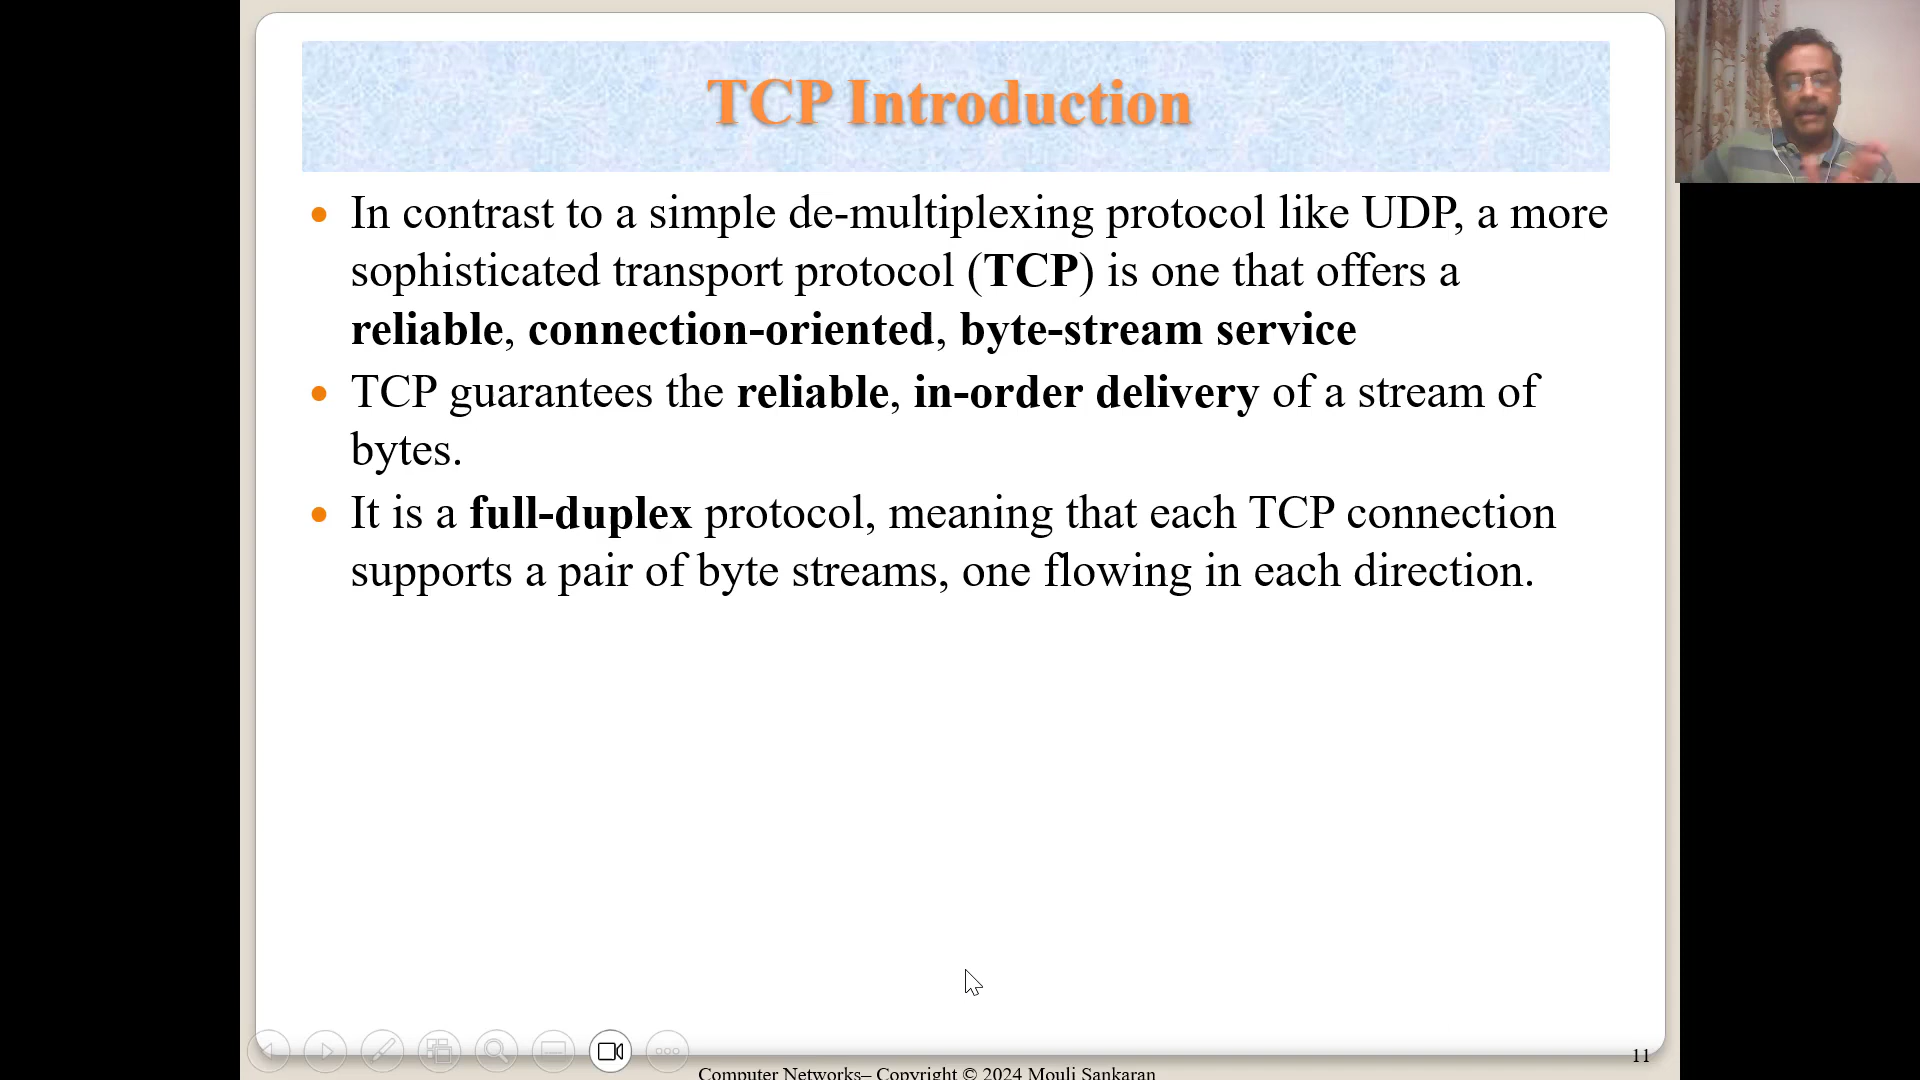 TCP Introduction
• In contrast to a simple de-multiplexing protocol like UDP, a more
sophisticated transport protocol (TCP) is one that offers a
reliable, connection-oriented, byte-stream service
• TCP guarantees the reliable, in-order delivery of a stream of
bytes.
• It is a full-duplex protocol, meaning that each TCP connection
supports a pair of byte streams, one flowing in each direction.
11
Computer Networks– Copyright © 2024 Mouli Sankaran